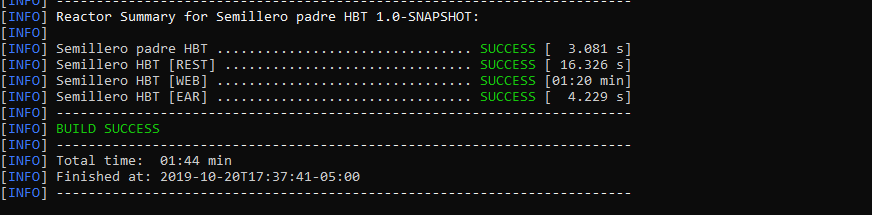 [INFO] ------------------------------------------------------------------------
[INFO] Reactor Summary for Semillero padre HBT 1.0-SNAPSHOT:
[INFO]
[INFO] Semillero padre HBT ................................ SUCCESS [  3.081 s]
[INFO] Semillero HBT [REST] ............................... SUCCESS [ 16.326 s]
[INFO] Semillero HBT [WEB] ................................ SUCCESS [01:20 min]
[INFO] Semillero HBT [EAR] ................................ SUCCESS [  4.229 s]
[INFO] ------------------------------------------------------------------------
[INFO] BUILD SUCCESS
[INFO] ------------------------------------------------------------------------
[INFO] Total time:  01:44 min
[INFO] Finished at: 2019-10-20T17:37:41-05:00
[INFO] ------------------------------------------------------------------------